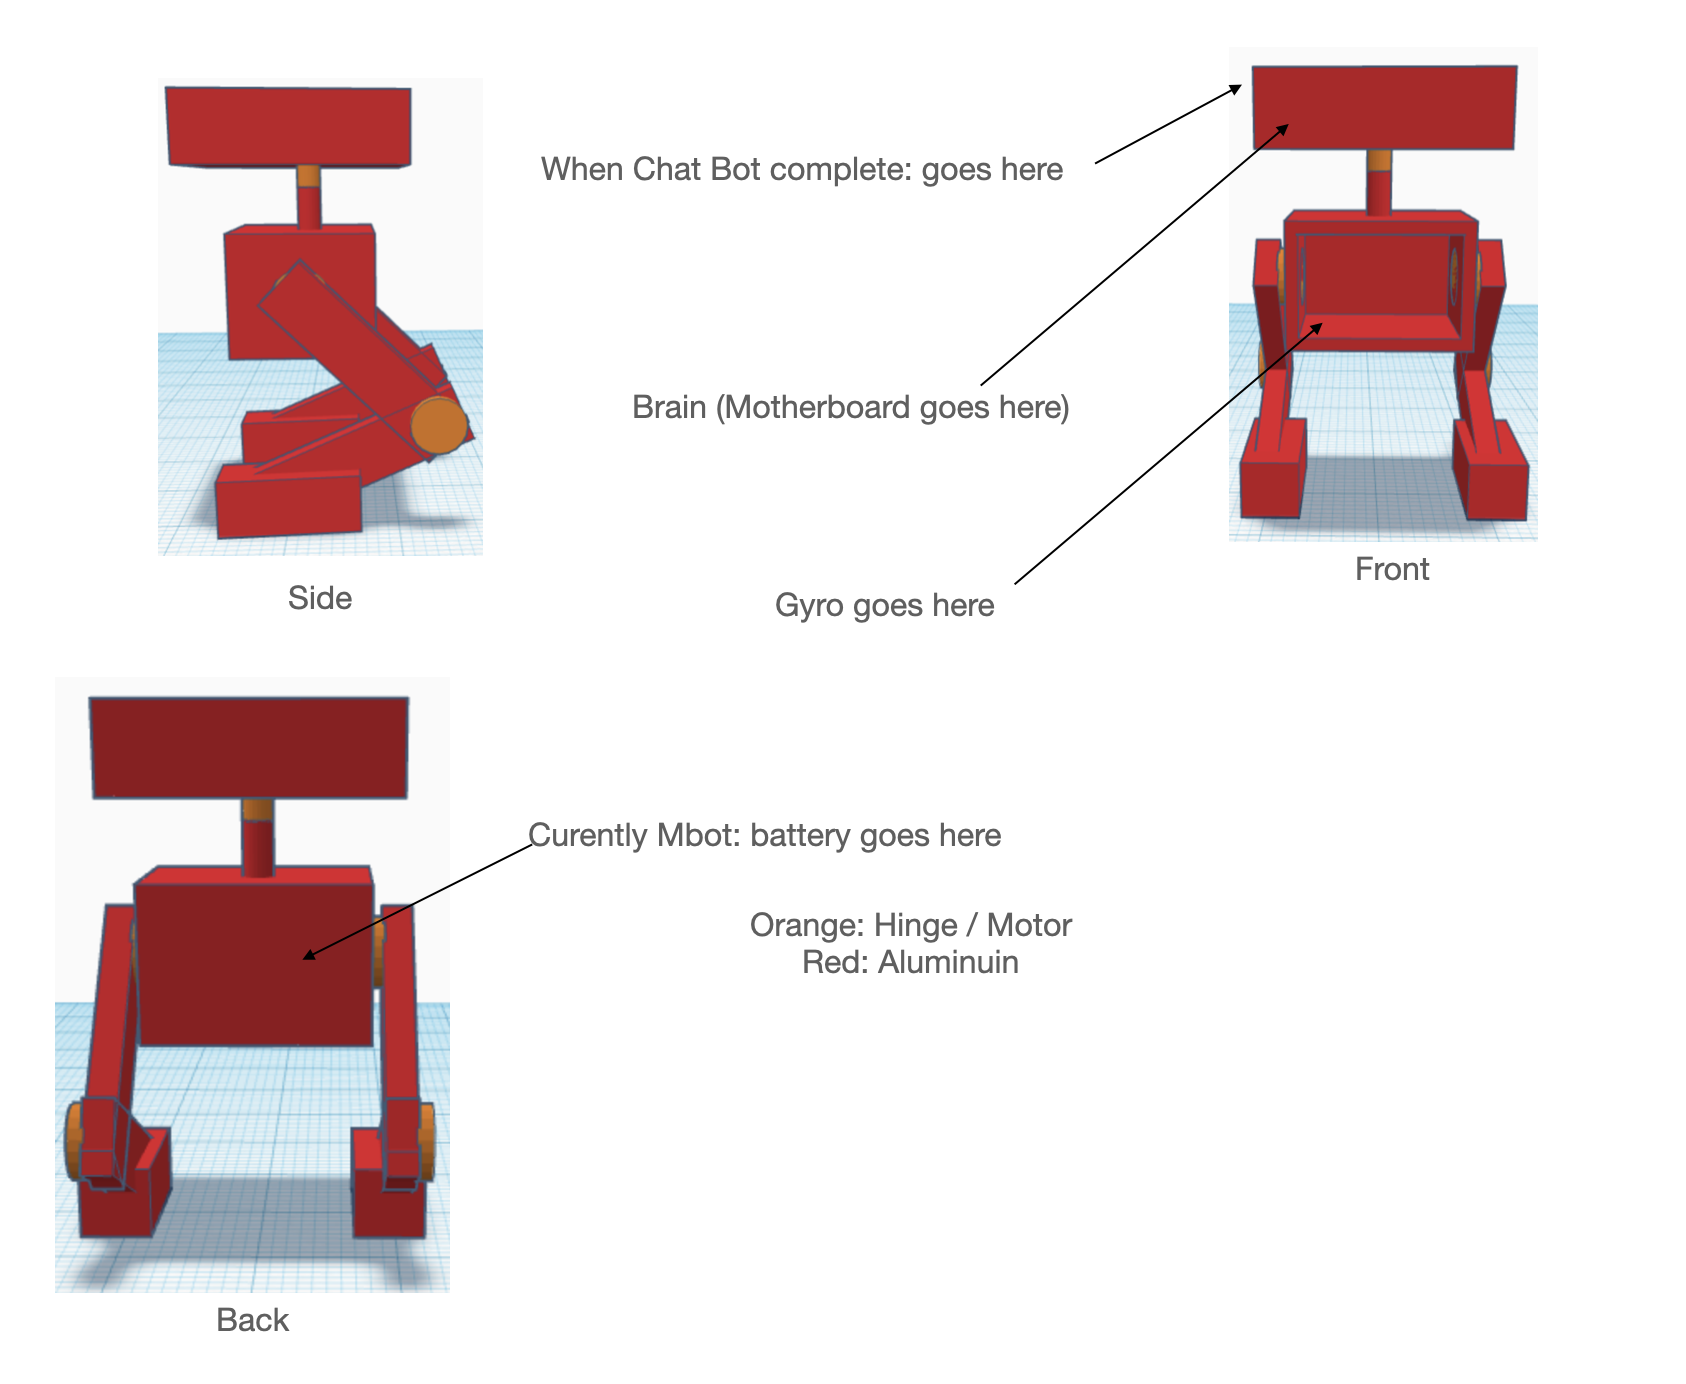 When Chat Bot complete: goes here
Brain (Motherboard goes here)
Front
Side
Gyro goes here
Curently Mbot: battery goes here
Orange: Hinge / Motor
Red: Aluminuin
Back